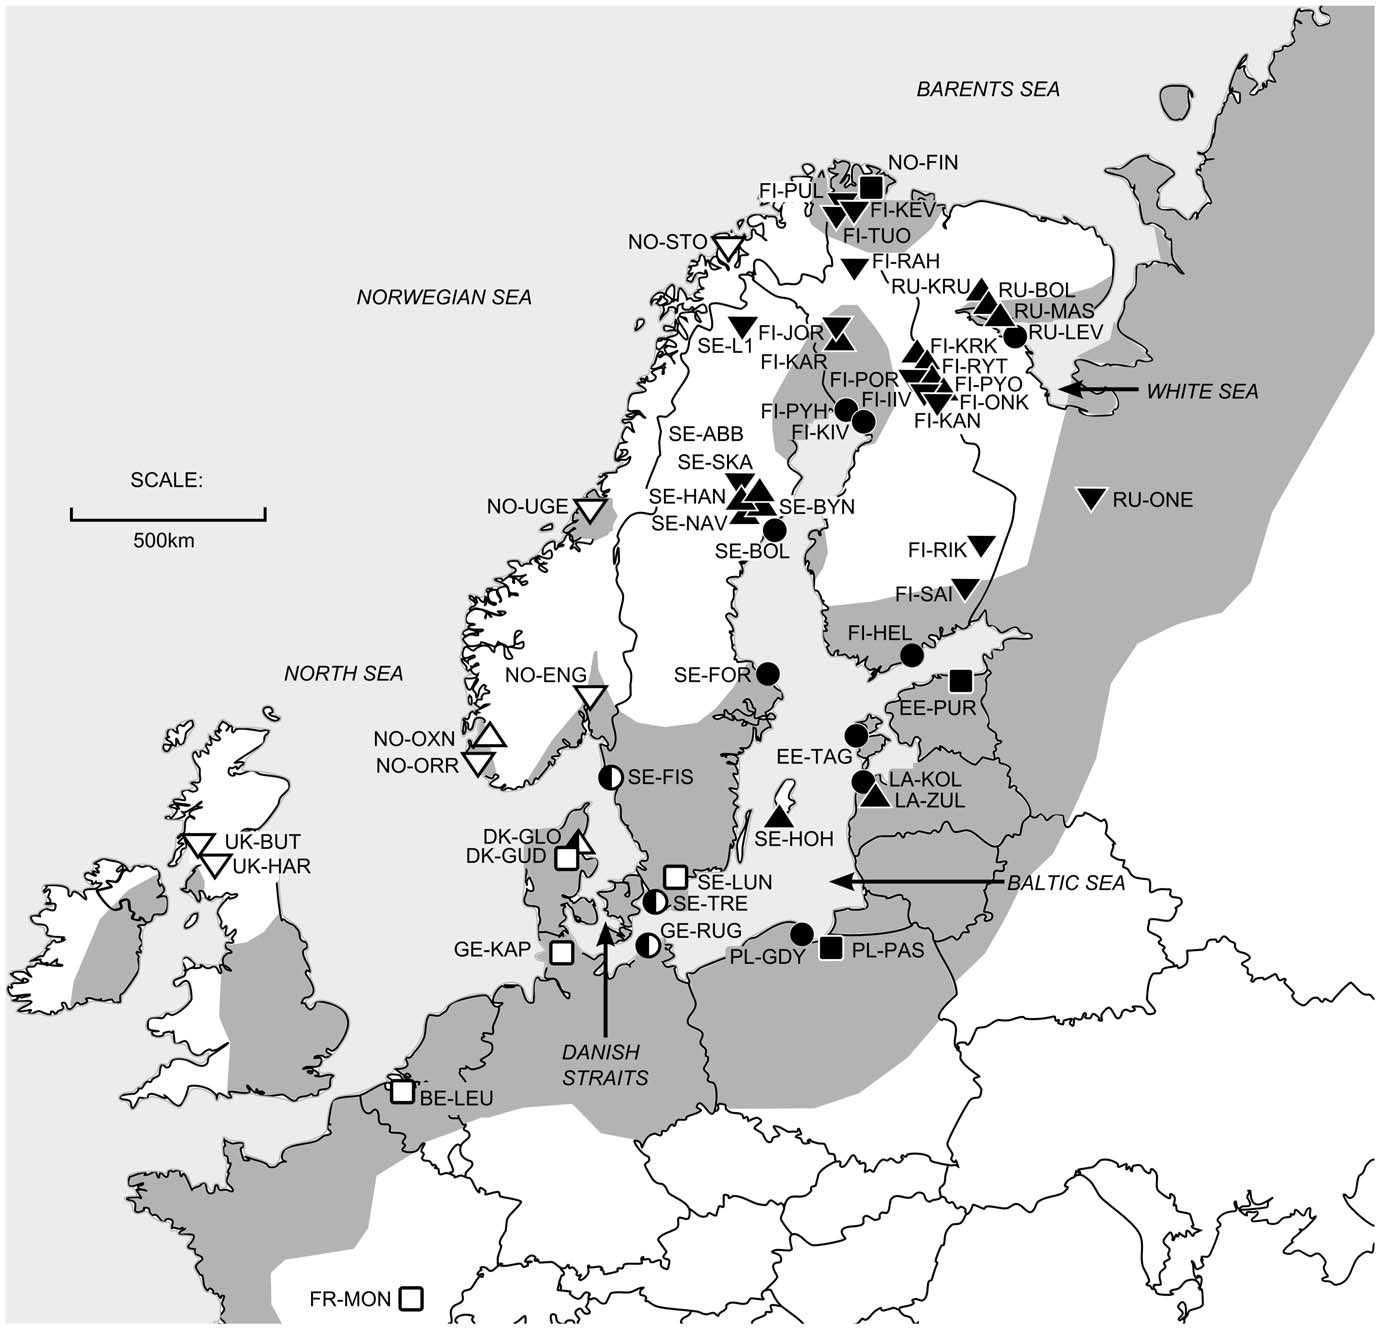 BARENTS SEA
NO-FIN
FI-PUL
FI-KEV
FI-TUO
NO-STO
FI-RAH
RU-KRU
RU-BOL
NORWEGIAN SEA
RU-MAS
FI-JOR
RU-LEV
SE-L1
FI-KRK
FI-KAR
FI-RYT
FI-POR
FI-PYO
WHITE SEA
FI-IIV
FI-ONK
FI-PYH
FI-KAN
FI-KIV
SE-ABB
SE-SKA
SCALE:
SE-HAN
RU-ONE
NO-UGE
SE-BYN
SE-NAV
500km
SE-BOL
FI-RIK
FI-SAI
FI-HEL
NORTH SEA
NO-ENG
SE-FOR
EE-PUR
NO-OXN
EE-TAG
NO-ORR
SE-FIS
LA-KOL
LA-ZUL
DK-GLO
SE-HOH
UK-BUT
DK-GUD
UK-HAR
SE-LUN
BALTIC SEA
SE-TRE
GE-RUG
GE-KAP
PL-GDY
PL-PAS
DANISH
STRAITS
BE-LEU
FR-MON